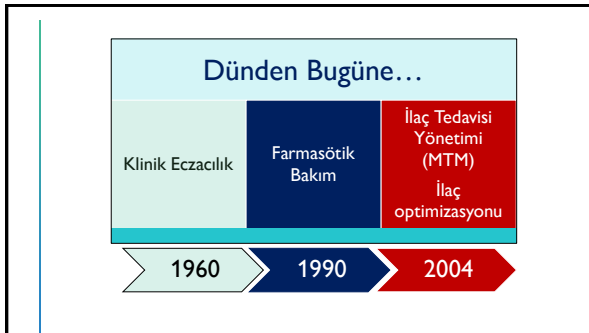 Dünden Bugüne…
Klinik Eczacılık
Farmasötik
Bakım
İlaç Tedavisi
Yönetimi
(MTM)
İlaç
optimizasyonu
1960
1990
2004